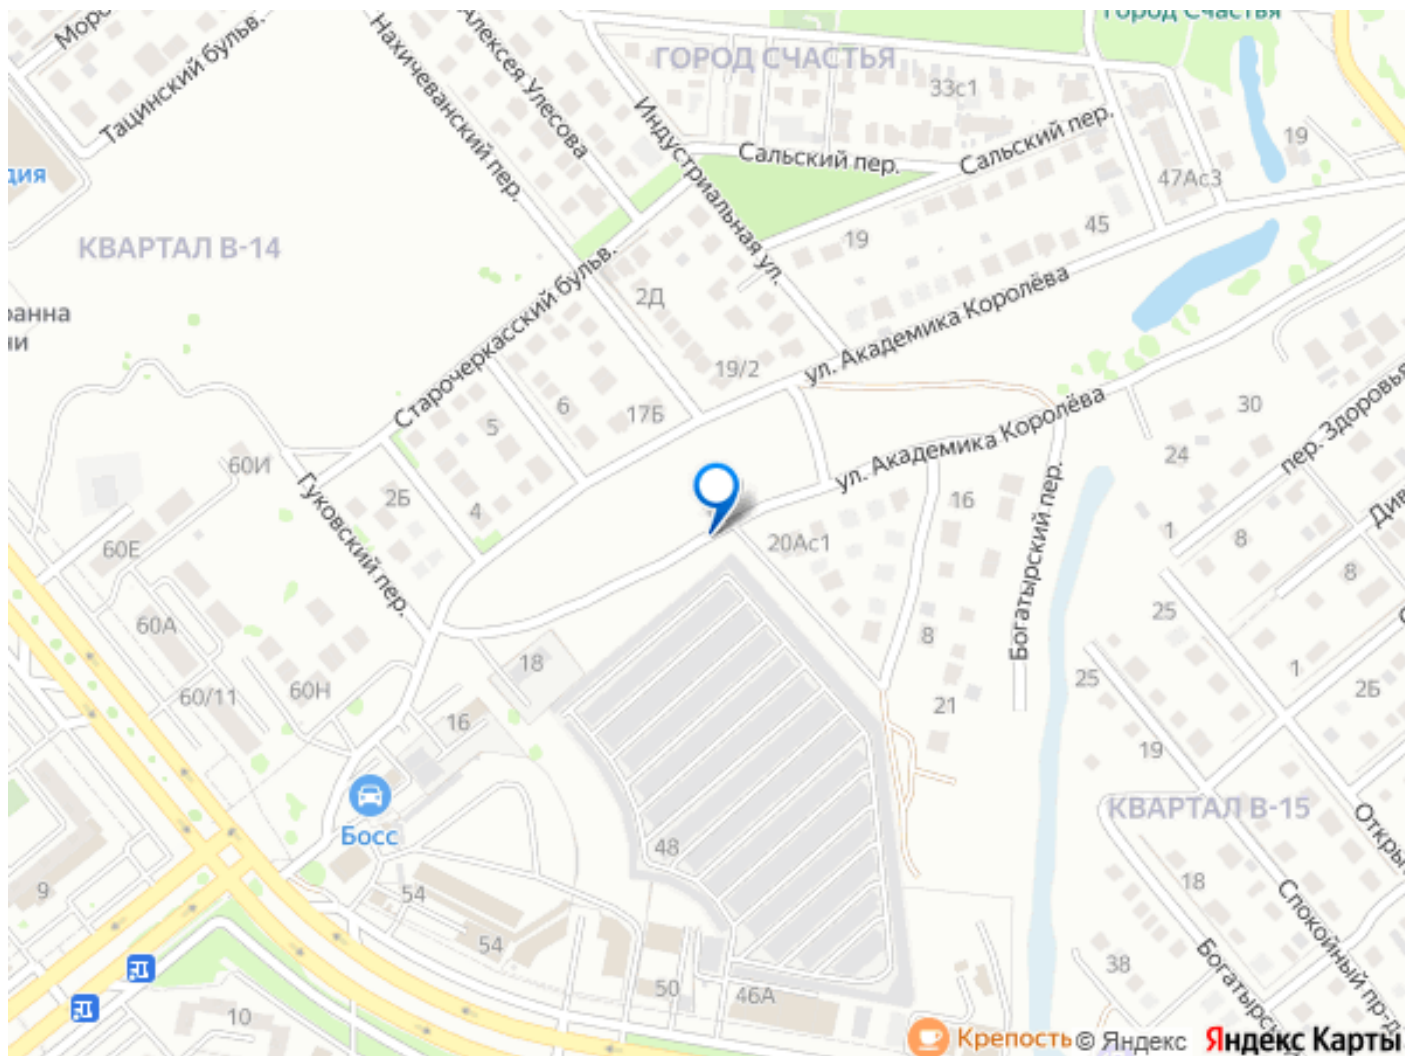 Город Счастья
Тацинский бульв.
Нахичеванский пер.
Алексея Улесова
ГОРОД СЧАСТЬЯ
33с1
Индустриальная ул.
Сальский пер.
Сальский пер.
19
47Ас3
КВАРТАЛ В-14
19
45
2Д
Старочеркасский бульв.
ул. Академика Королёва
19/2
6
17Б
5
ул. Академика Королёва
30
пер. Здоровья
60И
Гуковский пер.
2Б
4
24
16
Богатырский пер.
1
8
60Е
20Ас1
8
25
60А
8
18
1
25
2Б
60/11
60Н
21
16
19
Босс
КВАРТАЛ В-15
48
9
54
18
Спокойный пр-д
54
38
50
46А
10
Крепость
© Яндекс
Яндекс Карты